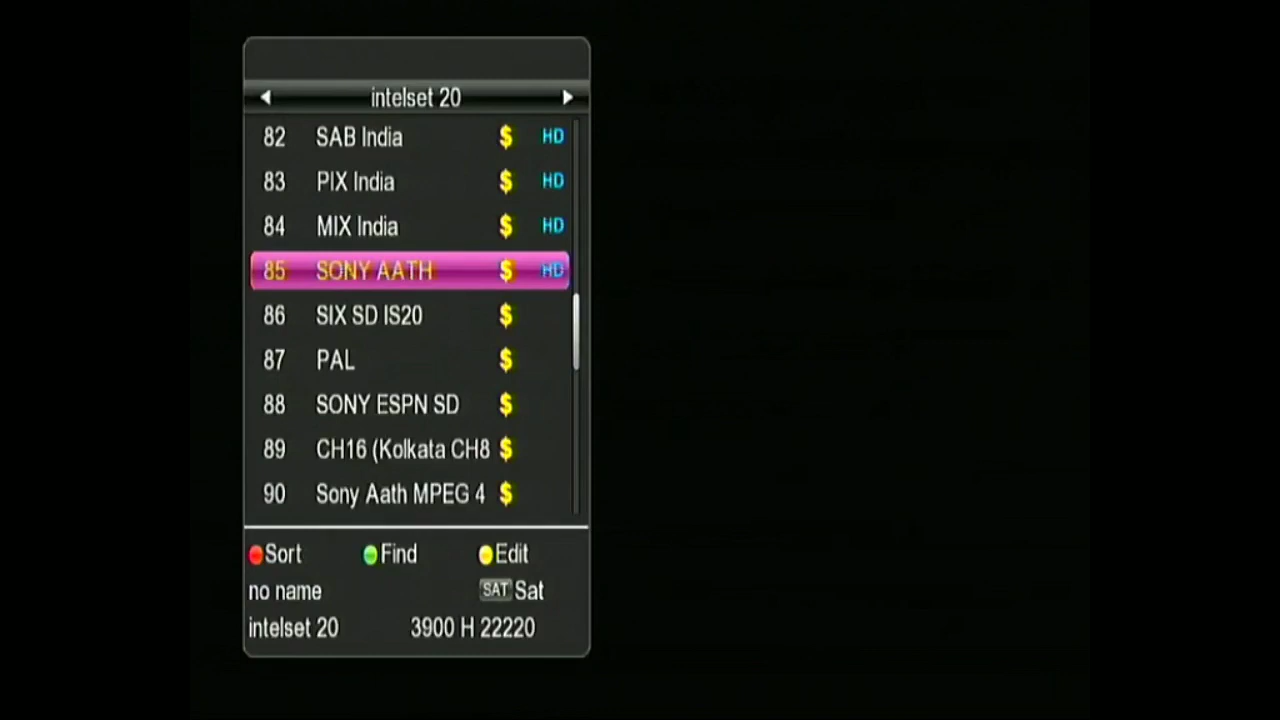 intelset 20
82 SAB India $ HD
83 PIX India $ HD
84 MIX India $ HD
85 SONY AATH $ HD
86 SIX SD IS20 $
87 PAL $
88 SONY ESPN SD $
89 CH16 (Kolkata CH8 $
90 Sony Aath MPEG 4 $
Sort Find Edit
no name SAT Sat
intelset 20 3900 H 22220